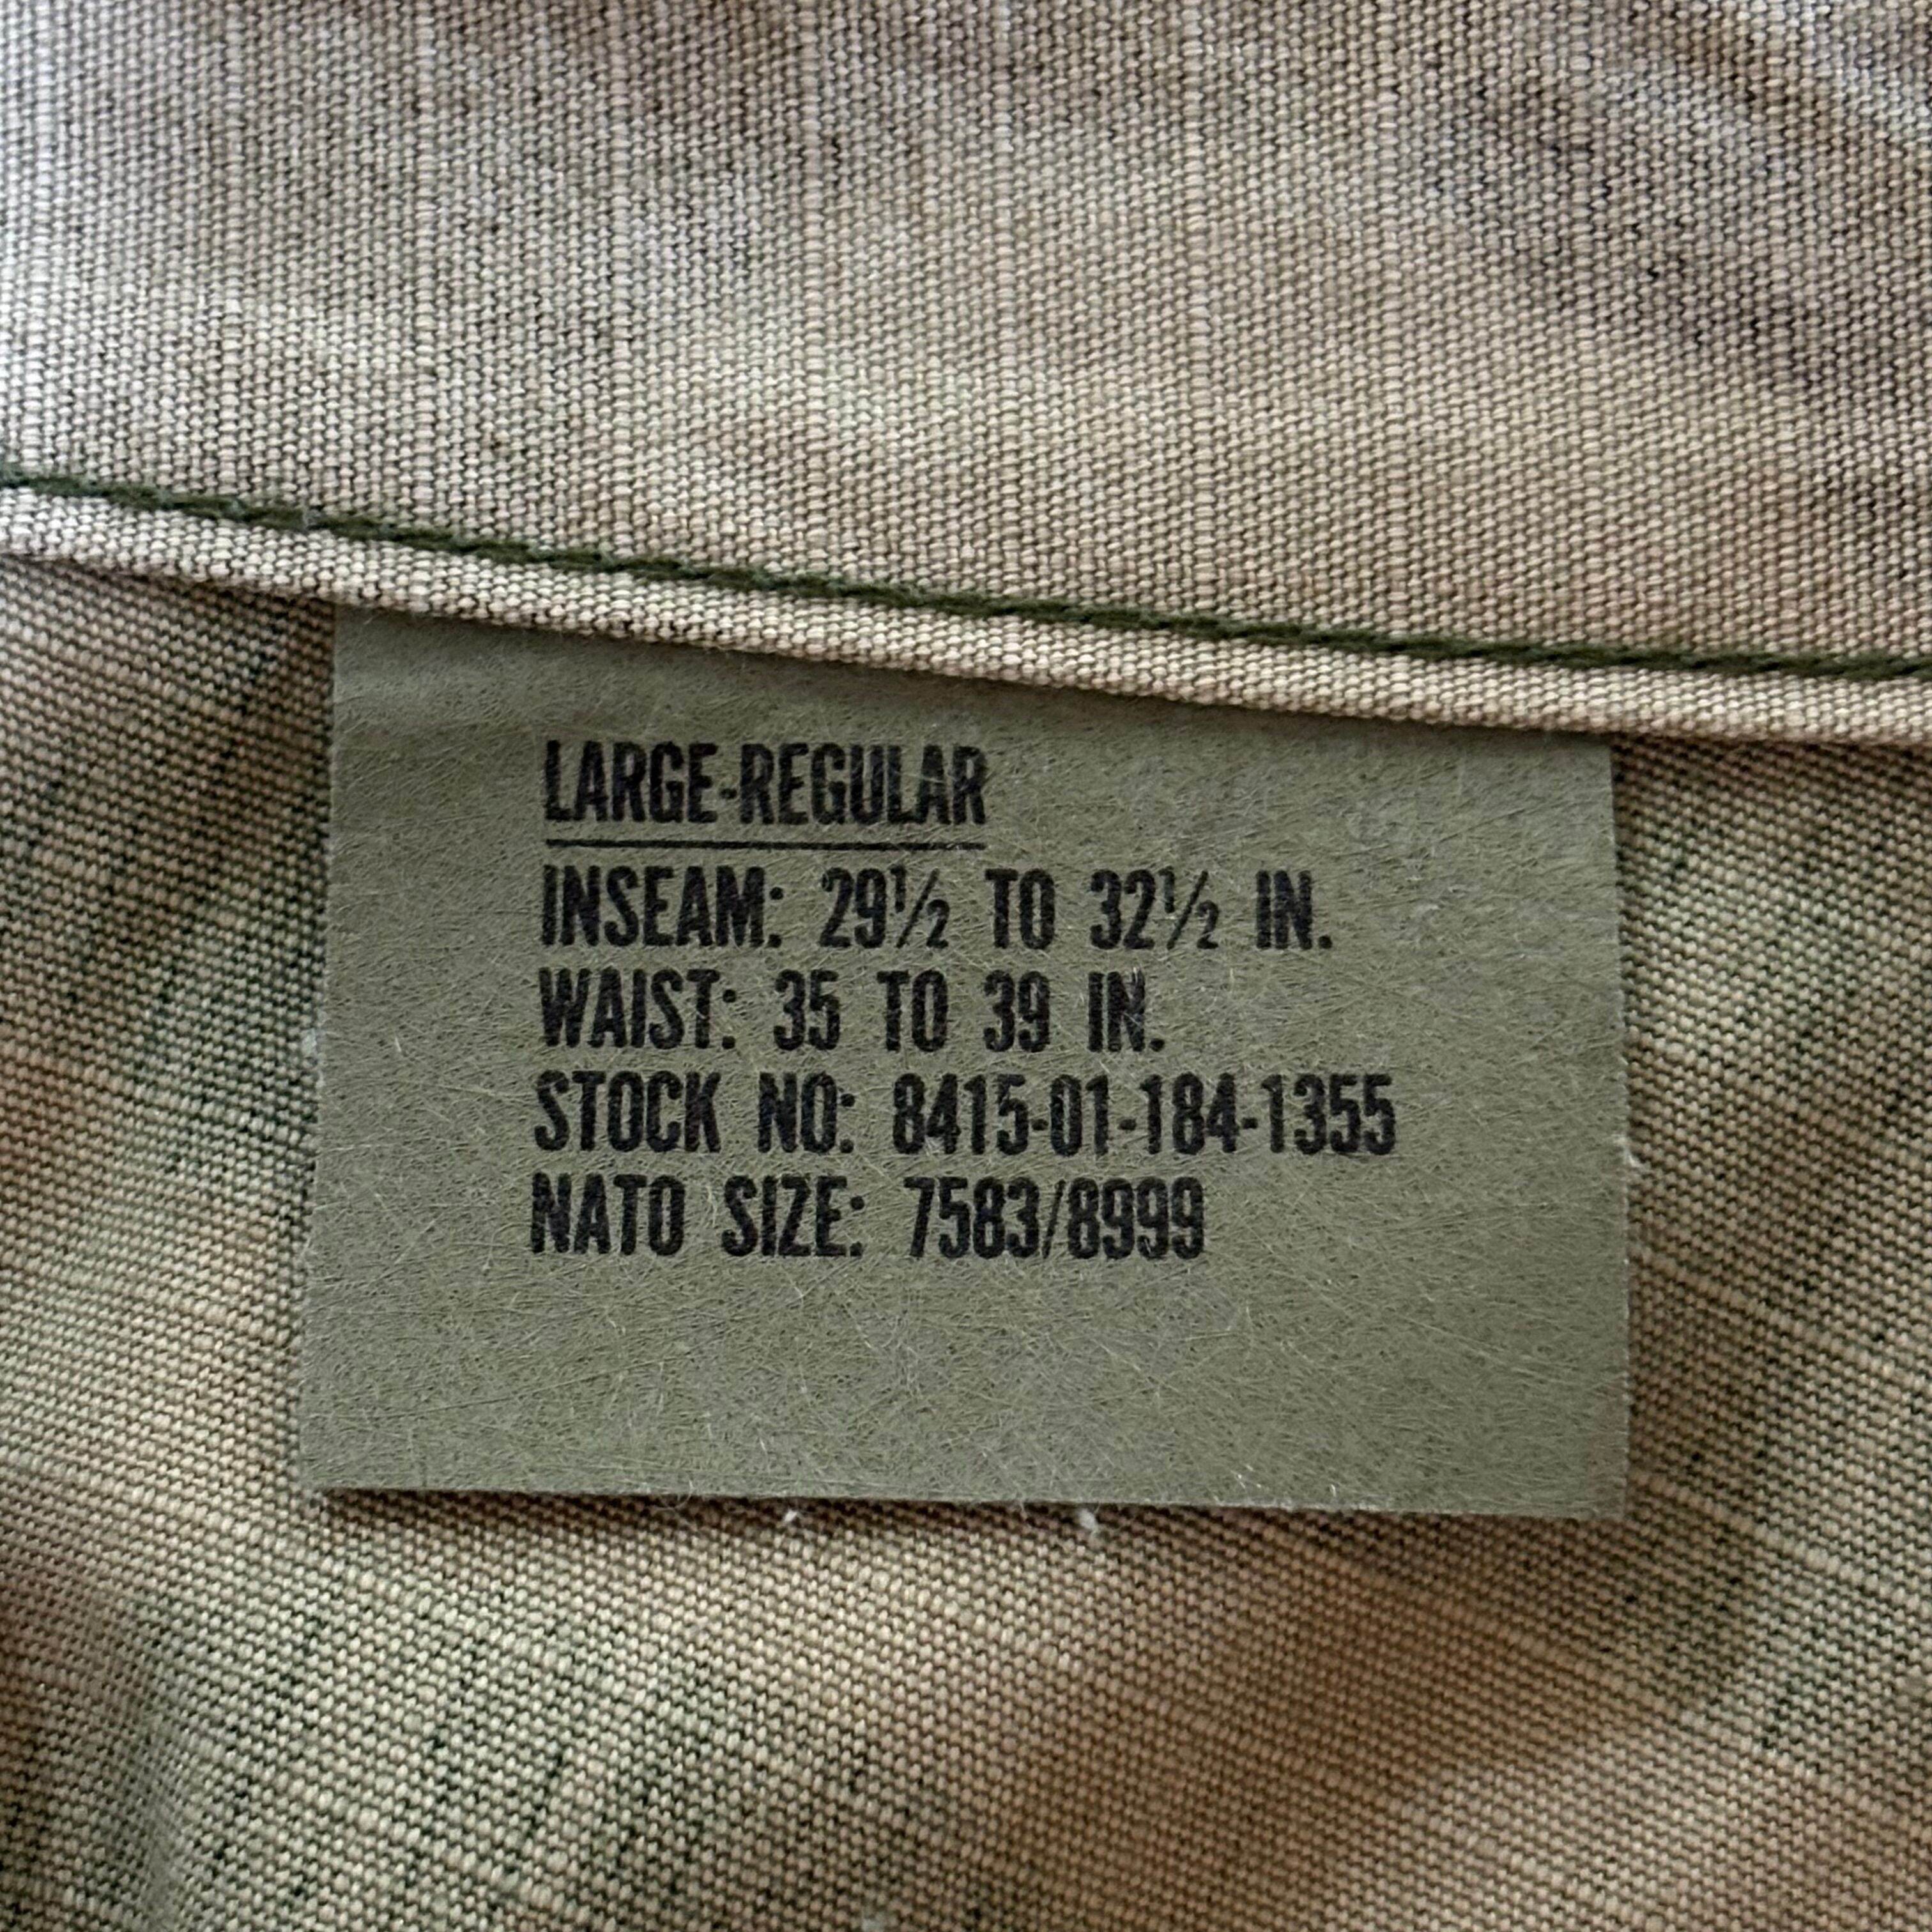 LARGE-REGULAR
INSEAM: 29½ TO 32½ IN.
WAIST: 35 TO 39 IN.
STOCK NO: 8415-01-184-1355
NATO SIZE: 7583/8999